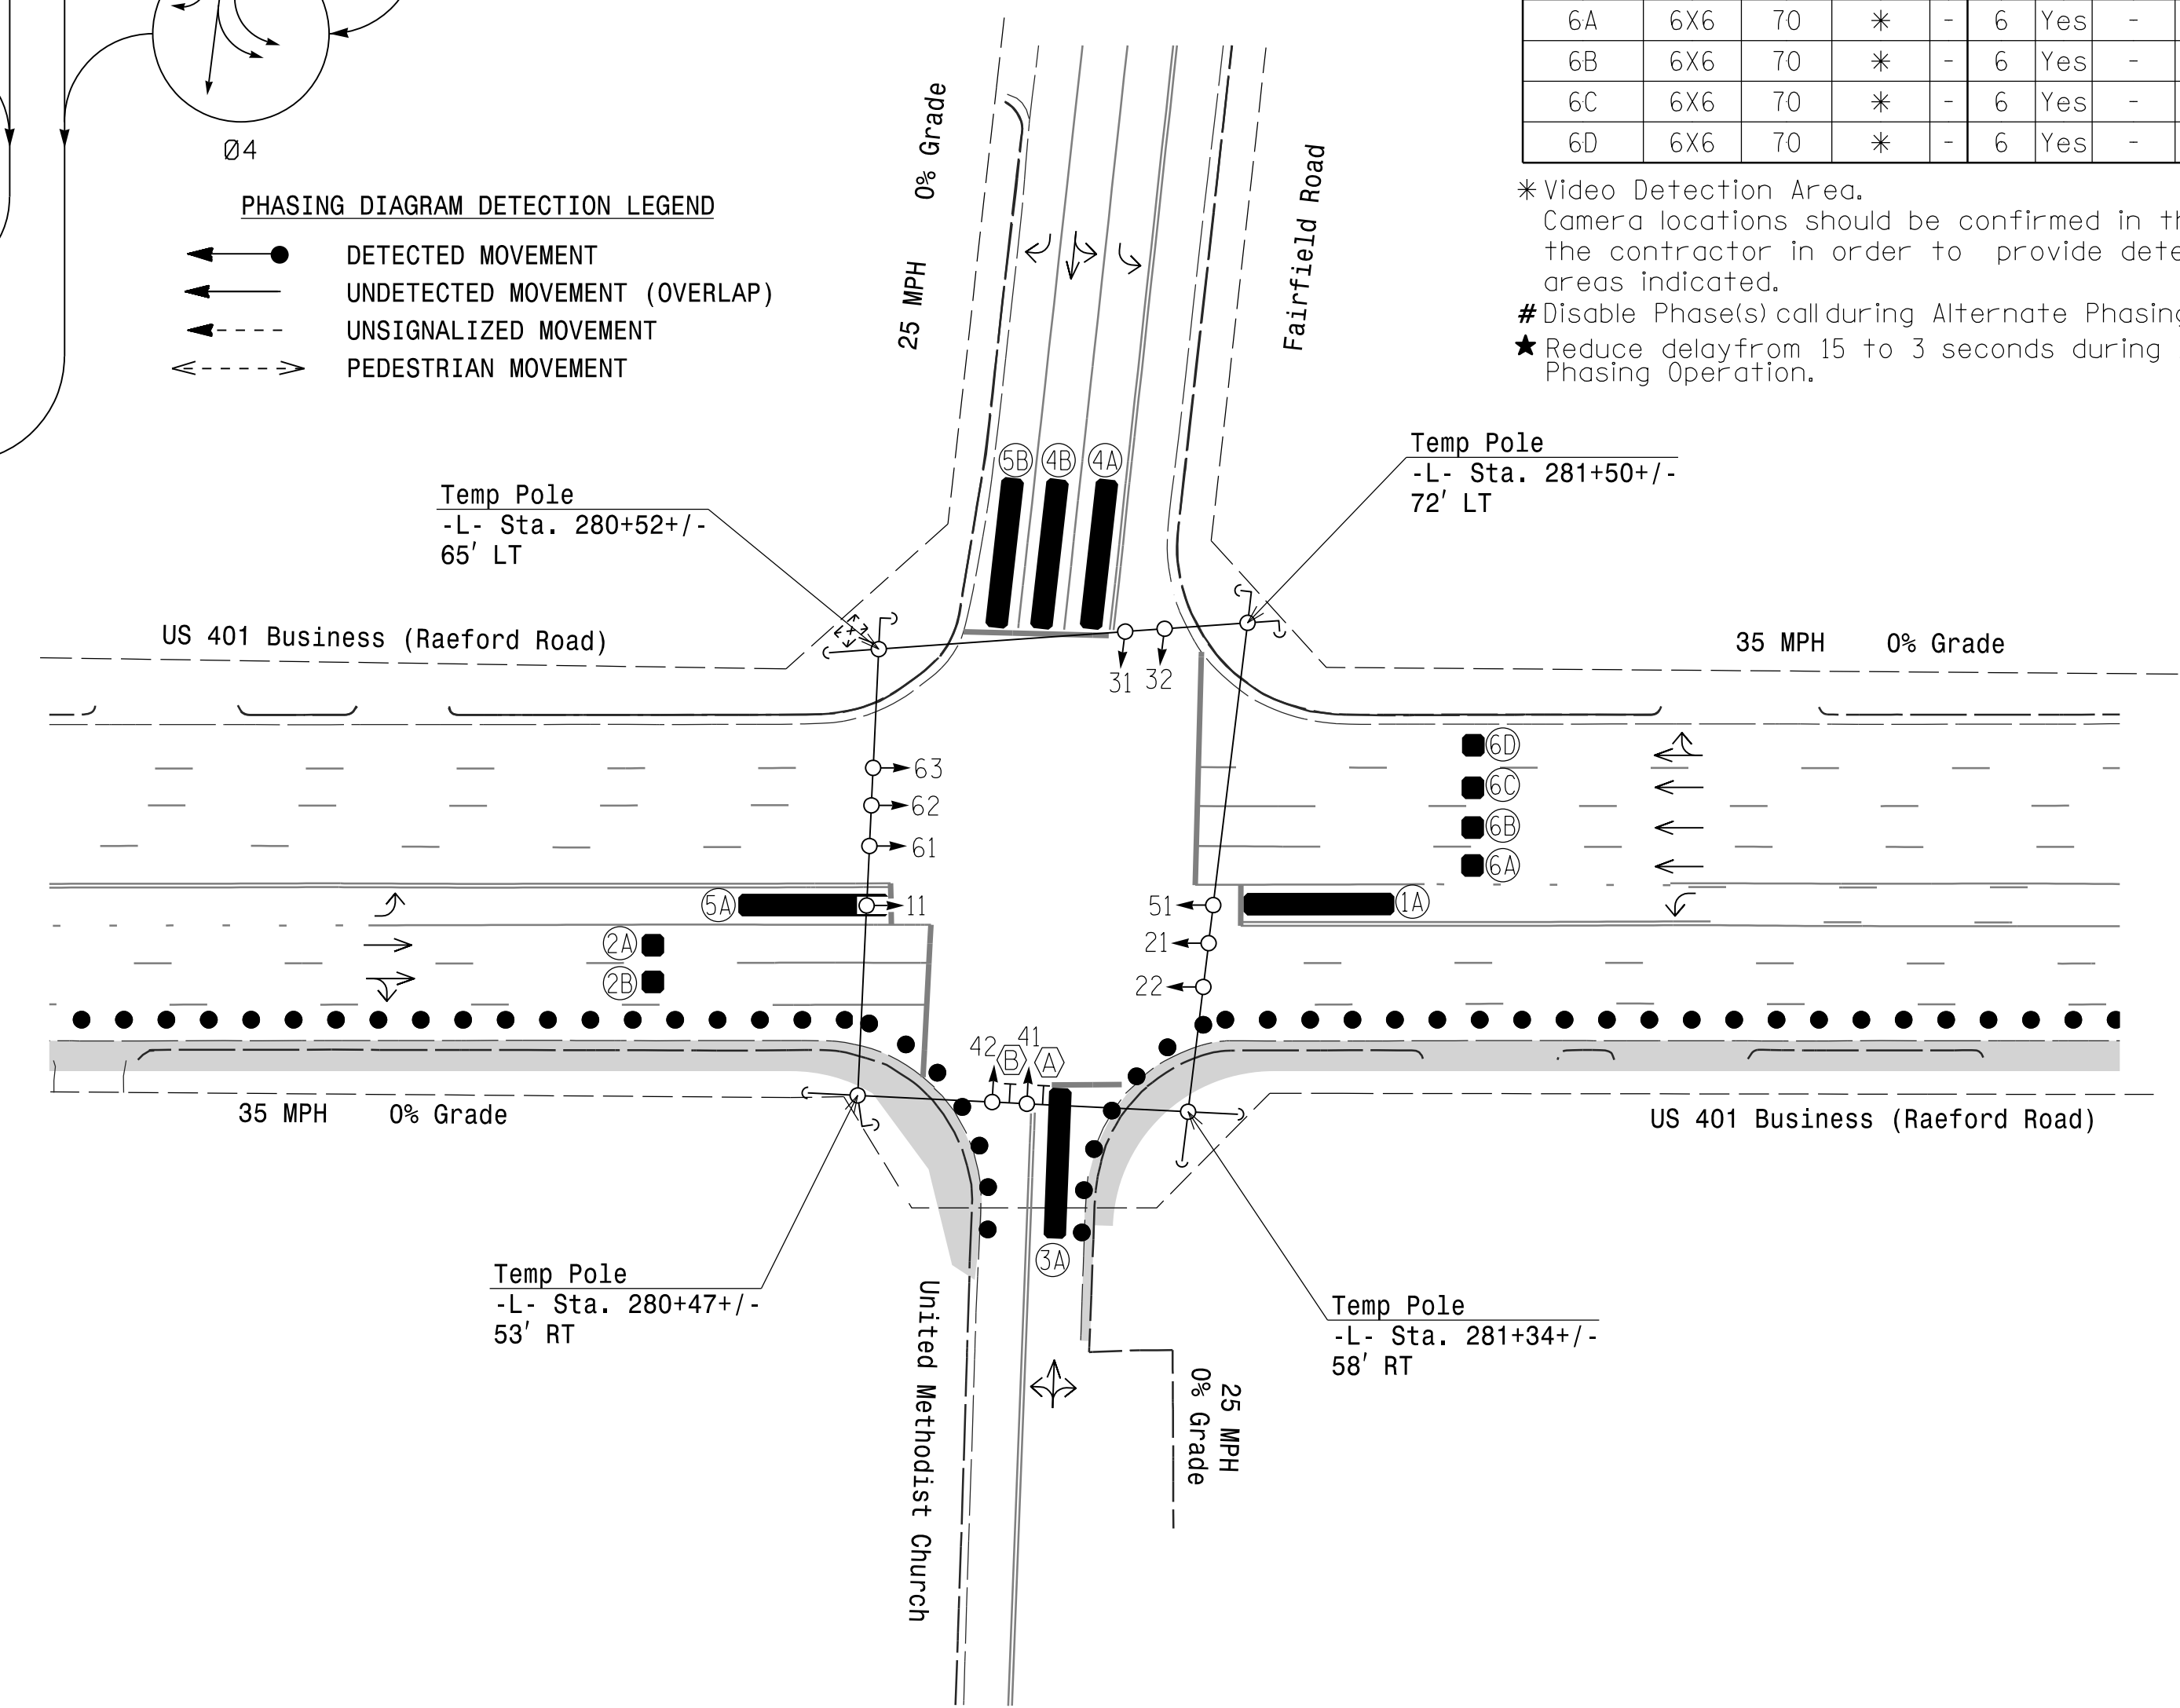 Ø4
PHASING DIAGRAM DETECTION LEGEND
DETECTED MOVEMENT
UNDETECTED MOVEMENT (OVERLAP)
UNSIGNALIZED MOVEMENT
PEDESTRIAN MOVEMENT
6A 6X6 70 * - 6 Yes -
6B 6X6 70 * - 6 Yes -
6C 6X6 70 * - 6 Yes -
6D 6X6 70 * - 6 Yes -
* Video Detection Area.
Camera locations should be confirmed in th
the contractor in order to provide dete
areas indicated.
# Disable Phase(s) call during Alternate Phasing
★ Reduce delay from 15 to 3 seconds during
Phasing Operation.
25 MPH 0% Grade
Fairfield Road
5B 4B 4A
Temp Pole
-L- Sta. 280+52+/-
65' LT
Temp Pole
-L- Sta. 281+50+/-
72' LT
US 401 Business (Raeford Road)
35 MPH 0% Grade
31 32
63
62
61
11
6D
6C
6B
6A
5A
51
1A
2A
21
2B
22
42 B 41 A
35 MPH 0% Grade
US 401 Business (Raeford Road)
3A
Temp Pole
-L- Sta. 280+47+/-
53' RT
Temp Pole
-L- Sta. 281+34+/-
58' RT
United Methodist Church
25 MPH
0% Grade